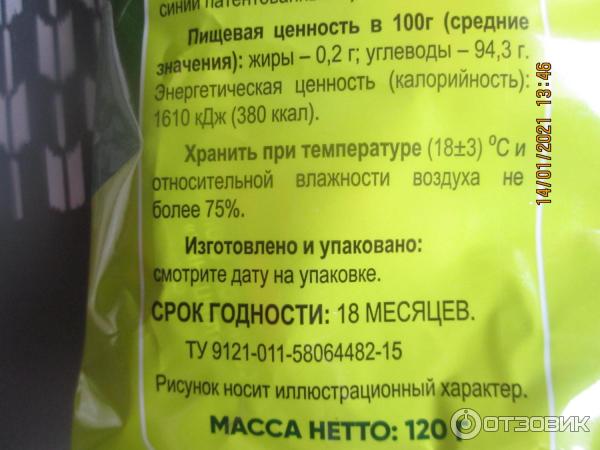 синий патентованный
Пищевая ценность в 100г (средние
значения): жиры – 0,2 г; углеводы – 94,3 г.
Энергетическая ценность (калорийность):
1610 кДж (380 ккал).
Хранить при температуре (18±3) ⁰С и
относительной влажности воздуха не
более 75%.
Изготовлено и упаковано:
смотрите дату на упаковке.
СРОК ГОДНОСТИ: 18 МЕСЯЦЕВ.
ТУ 9121-011-58064482-15
Рисунок носит иллюстрационный характер.
МАССА НЕТТО: 120 г
14/01/2021 13:46
ОТЗОВИК